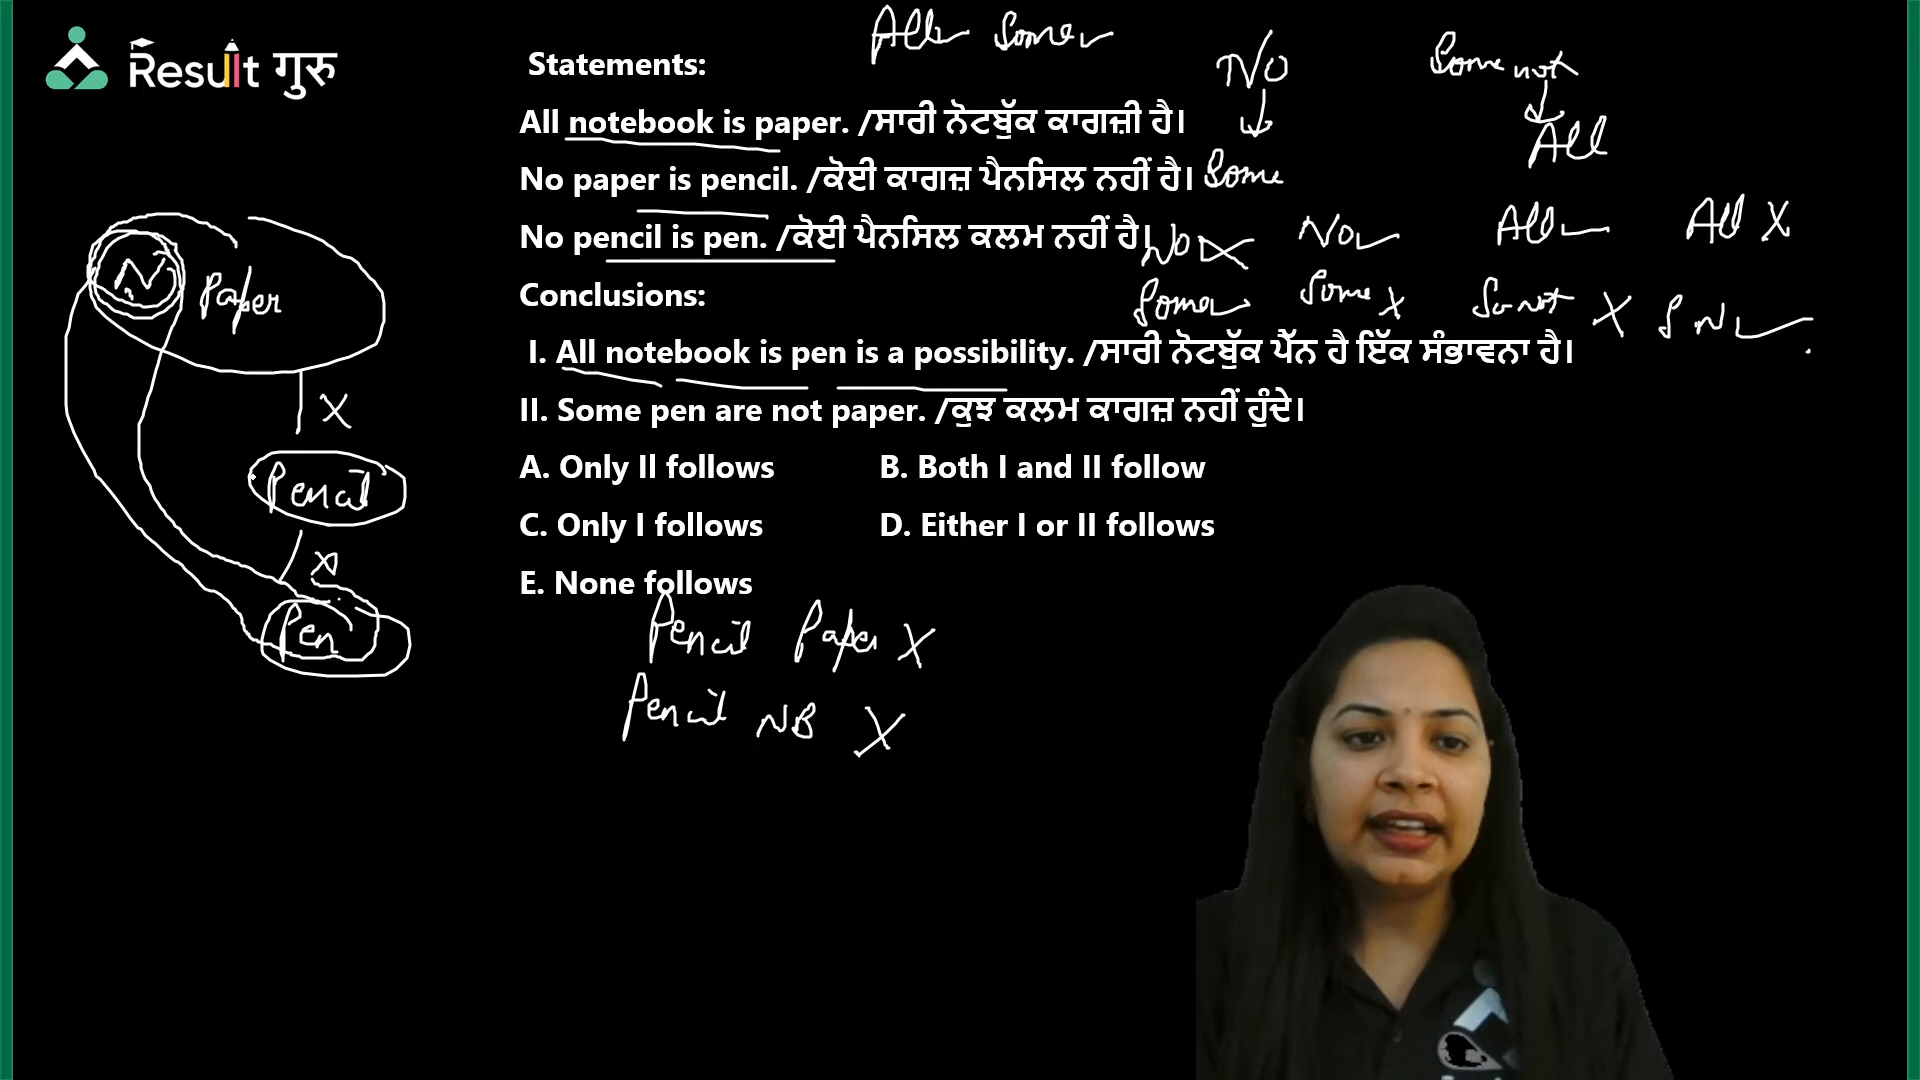 Result गुरु
All Some
No
Some not
Statements:
All notebook is paper. /ਸਾਰੀ ਨੋਟਬੁੱਕ ਕਾਗਜ਼ੀ ਹੈ।
All
No paper is pencil. /ਕੋਈ ਕਾਗਜ਼ ਪੈਨਸਿਲ ਨਹੀਂ ਹੈ।
Some
No pencil is pen. /ਕੋਈ ਪੈਨਸਿਲ ਕਲਮ ਨਹੀਂ ਹੈ।
No X No All All X
Conclusions:
Some Some X So not X S N
I. All notebook is pen is a possibility. /ਸਾਰੀ ਨੋਟਬੁੱਕ ਪੈੱਨ ਹੈ ਇੱਕ ਸੰਭਾਵਨਾ ਹੈ।
II. Some pen are not paper. /ਕੁਝ ਕਲਮ ਕਾਗਜ਼ ਨਹੀਂ ਹੁੰਦੇ।
A. Only Il follows B. Both I and II follow
C. Only I follows D. Either I or II follows
E. None follows
N Paper
X
Pencil
X
Pen
Pencil Paper X
Pencil NB X